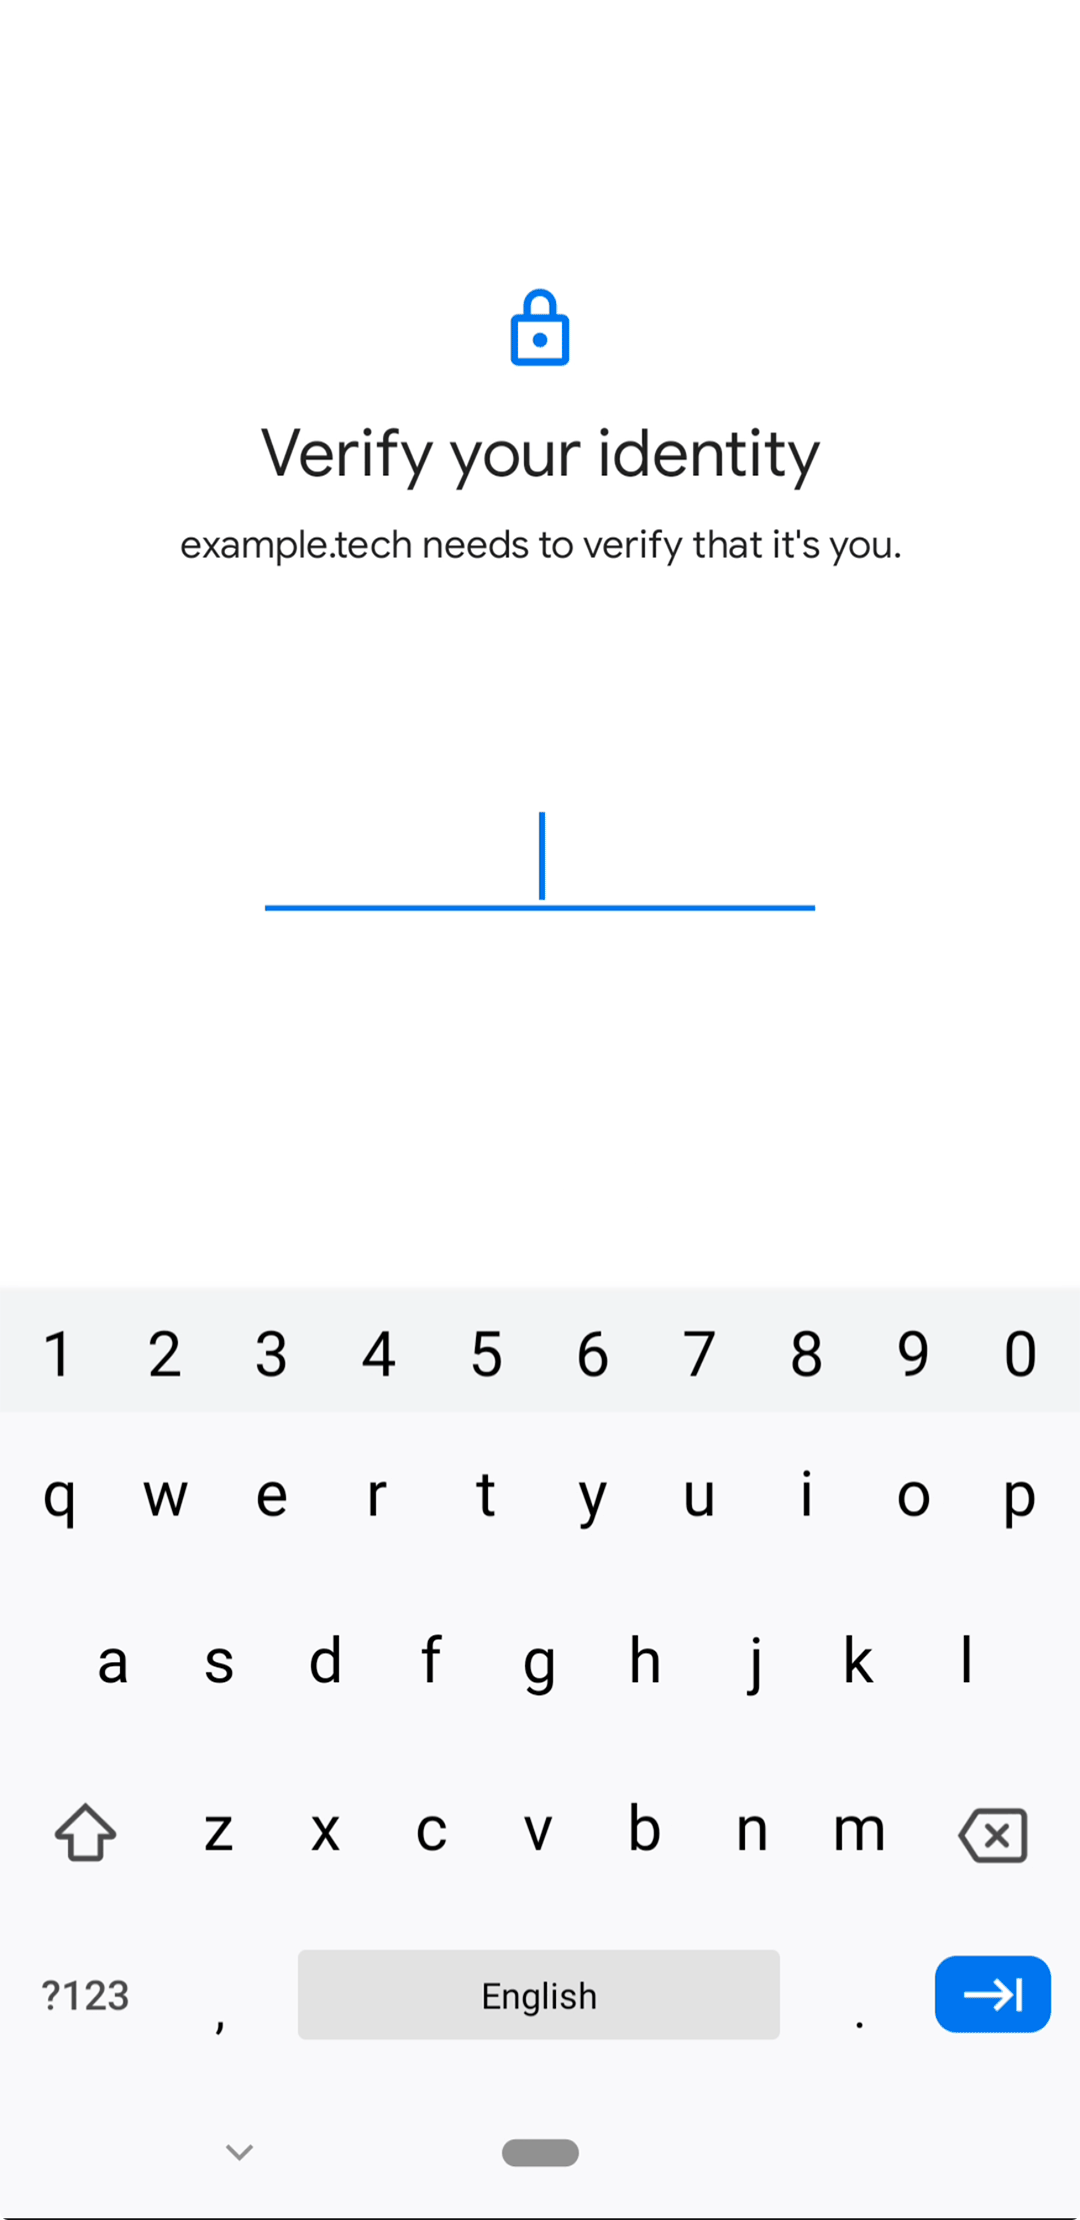 Verify your identity
example.tech needs to verify that it's you.
1 2 3 4 5 6 7 8 9 0
q w e r t y u i o p
a s d f g h j k l
z x c v b n m
?123 , English .